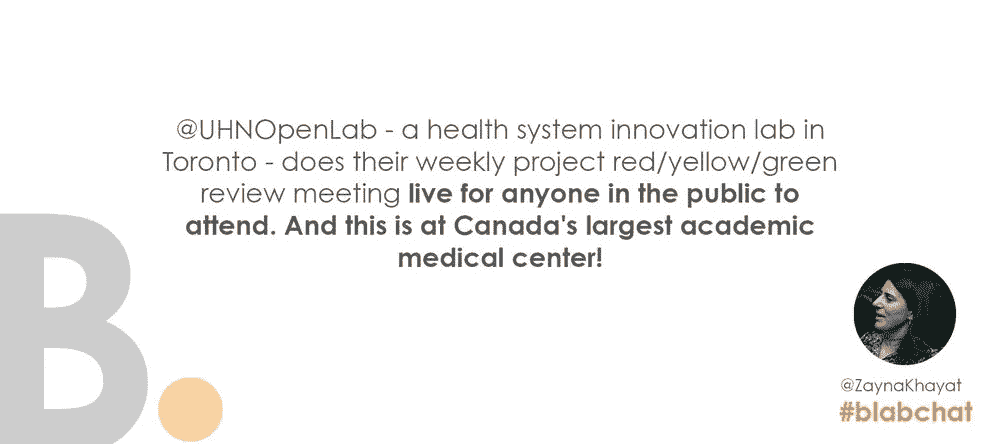 @UHNOpenLab - a health system innovation lab in
Toronto - does their weekly project red/yellow/green
review meeting live for anyone in the public to
attend. And this is at Canada's largest academic
medical center!
B.
@ZaynaKhayat
#blabchat